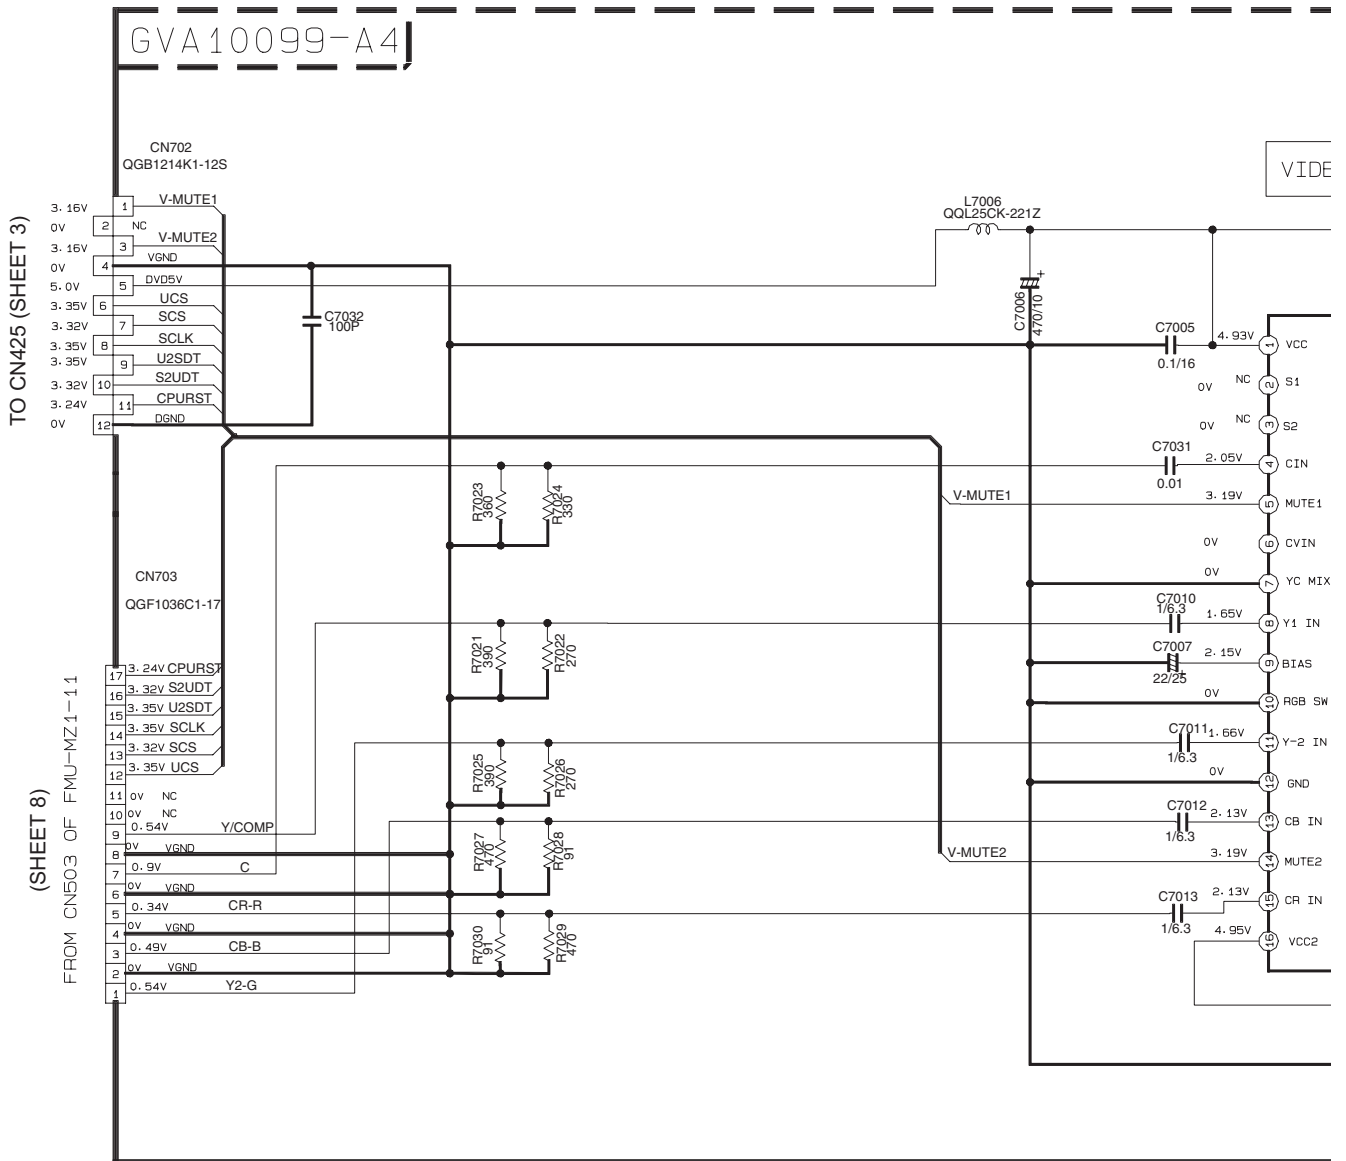 GVA10099-A4
CN702
QGB1214K1-12S
TO CN425 (SHEET 3)
3.16V 1 V-MUTE1
0V 2 NC
3.16V 3 V-MUTE2
0V 4 VGND
5.0V 5 DVD5V
3.35V 6 UCS
3.32V 7 SCS
3.35V 8 SCLK
3.35V 9 U2SDT
3.32V 10 S2UDT
3.24V 11 CPURST
0V 12 DGND
C7032
100P
L7006
QQL25CK-221Z
C7006
470/10
+
VIDE
C7005
0.1/16
4.93V 1 VCC
0V NC 2 S1
0V NC 3 S2
C7031
0.01
2.05V 4 CIN
V-MUTE1
3.19V 5 MUTE1
0V 6 CVIN
0V 7 YC MIX
C7010
1/6.3
1.65V 8 Y1 IN
C7007
22/25
+
2.15V 9 BIAS
0V 10 RGB SW
C7011
1/6.3
1.66V 11 Y-2 IN
0V 12 GND
C7012
1/6.3
2.13V 13 CB IN
V-MUTE2
3.19V 14 MUTE2
C7013
1/6.3
2.13V 15 CR IN
4.95V 16 VCC2
R7023
360
R7024
330
R7021
390
R7022
270
R7025
390
R7026
270
R7027
470
R7028
91
R7030
91
R7029
470
CN703
QGF1036C1-17
(SHEET 8)
FROM CN503 OF FMU-MZ1-11
17 3.24V CPURST
16 3.32V S2UDT
15 3.35V U2SDT
14 3.35V SCLK
13 3.32V SCS
12 3.35V UCS
11 0V NC
10 0V NC
9 0.54V Y/COMP
8 0V VGND
7 0.9V C
6 0V VGND
5 0.34V CR-R
4 0V VGND
3 0.49V CB-B
2 0V VGND
1 0.54V Y2-G